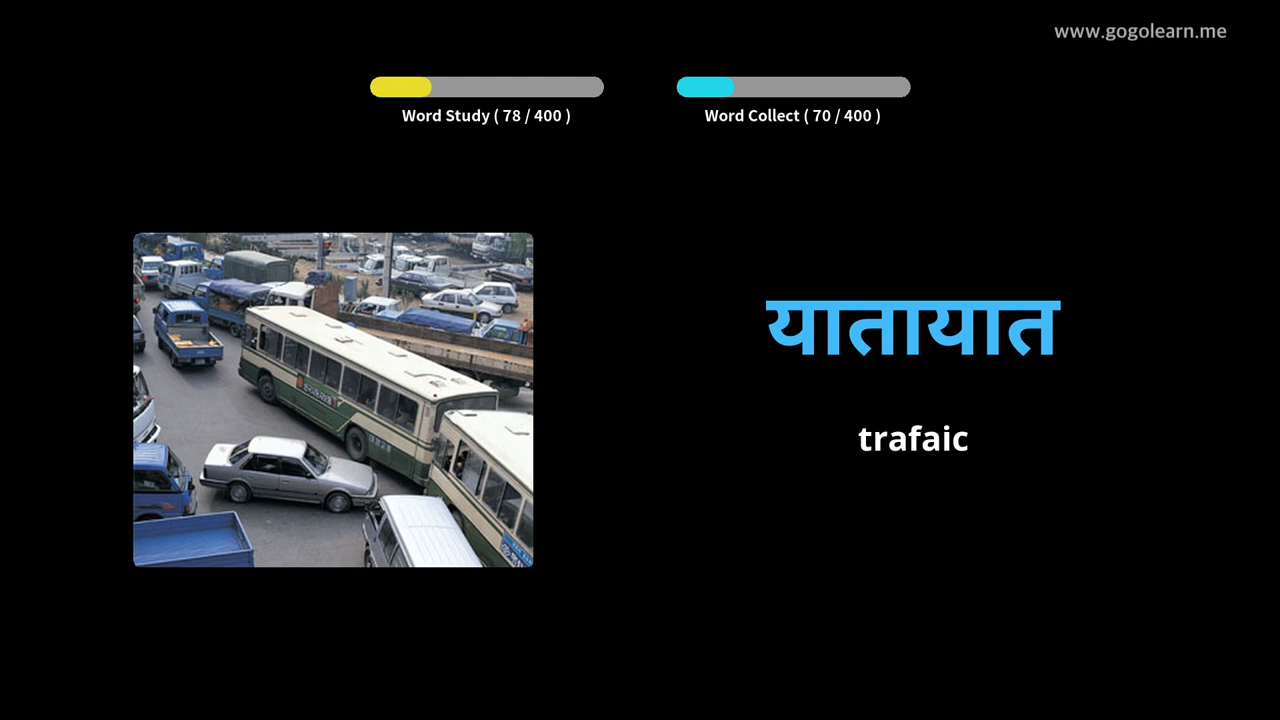 www.gogolearn.me
Word Study ( 78 / 400 )
Word Collect ( 70 / 400 )
यातायात
trafaic